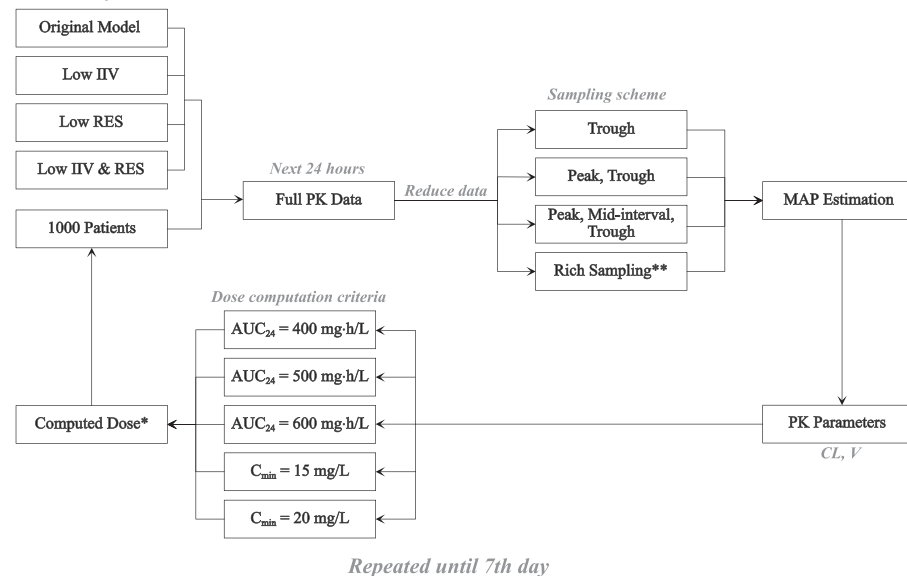 Original Model
Low IIV
Low RES
Low IIV & RES
1000 Patients
Next 24 hours
Full PK Data
Reduce data
Sampling scheme
Trough
Peak, Trough
Peak, Mid-interval,
Trough
Rich Sampling**
MAP Estimation
PK Parameters
CL, V
Dose computation criteria
AUC₂₄ = 400 mg·h/L
AUC₂₄ = 500 mg·h/L
AUC₂₄ = 600 mg·h/L
Cₘᵢₙ = 15 mg/L
Cₘᵢₙ = 20 mg/L
Computed Dose*
Repeated until 7th day